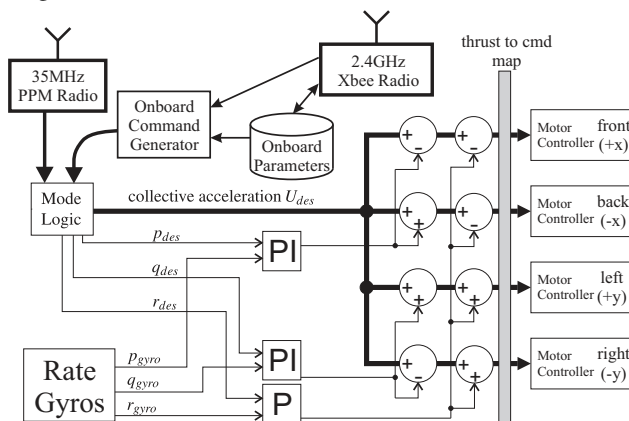 thrust to cmd
map
35MHz
PPM Radio
2.4GHz
Xbee Radio
Onboard
Command
Generator
Onboard
Parameters
Mode
Logic
collective acceleration U_des
p_des
q_des
r_des
PI
PI
P
p_gyro
q_gyro
r_gyro
Rate
Gyros
+
-
+
-
Motor
Controller
front
(+x)
+
+
+
-
Motor
Controller
back
(-x)
+
+
+
+
Motor
Controller
left
(+y)
+
-
+
+
Motor
Controller
right
(-y)